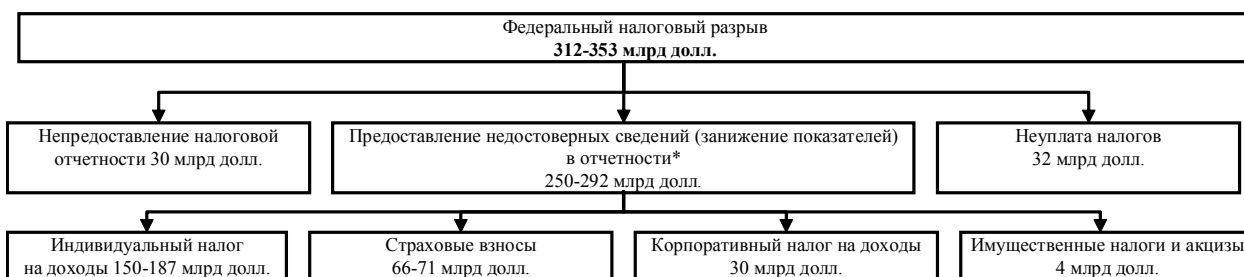 Федеральный налоговый разрыв
312-353 млрд долл.
Непредоставление налоговой
отчетности 30 млрд долл.
Предоставление недостоверных сведений (занижение показателей)
в отчетности*
250-292 млрд долл.
Неуплата налогов
32 млрд долл.
Индивидуальный налог
на доходы 150-187 млрд долл.
Страховые взносы
66-71 млрд долл.
Корпоративный налог на доходы
30 млрд долл.
Имущественные налоги и акцизы
4 млрд долл.